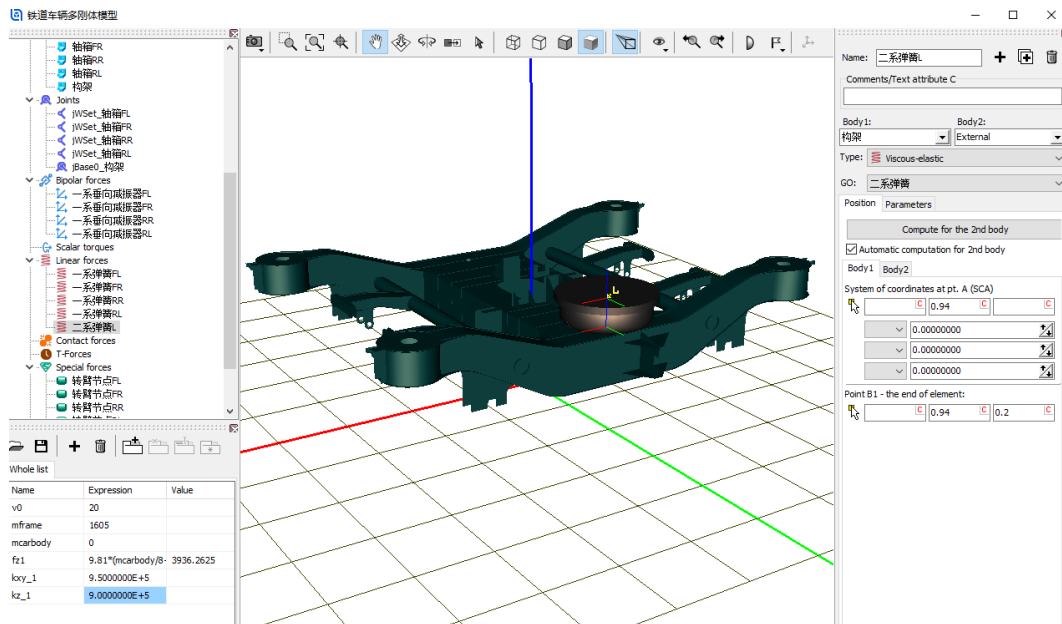 铁道车辆多刚体模型
轴箱FR
轴箱RR
轴箱RL
构架
Joints
jWSet_轴箱FL
jWSet_轴箱FR
jWSet_轴箱RR
jWSet_轴箱RL
jBase0_构架
Bipolar forces
一系垂向减振器FL
一系垂向减振器FR
一系垂向减振器RR
一系垂向减振器RL
Scalar torques
Linear forces
一系弹簧FL
一系弹簧FR
一系弹簧RR
一系弹簧RL
二系弹簧L
Contact forces
T-Forces
Special forces
转臂节点FL
转臂节点FR
转臂节点RR
Whole list
Name Expression Value
v0 20
mframe 1605
mcarbody 0
fz1 9.81*(mcarbody/8- 3936.2625
kxy_1 9.5000000E+5
kz_1 9.0000000E+5
L
Name: 二系弹簧L
Comments/Text attribute C
Body1: Body2:
构架 External
Type: Viscous-elastic
GO: 二系弹簧
Position Parameters
Compute for the 2nd body
Automatic computation for 2nd body
Body1 Body2
System of coordinates at pt. A (SCA)
C 0.94 C C
0.00000000
0.00000000
0.00000000
Point B1 - the end of element:
C 0.94 C 0.2 C